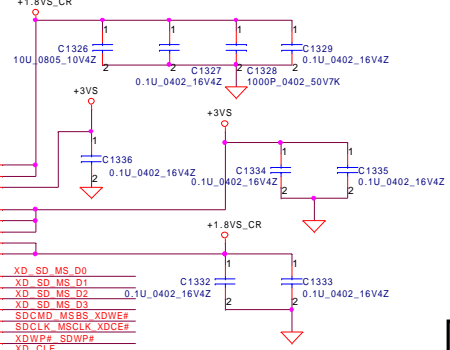 +1.8VS_CR
1 1 1 1
C1326 C1329
10U_0805_10V4Z 0.1U_0402_16V4Z
2 2 2 2
C1327 C1328
0.1U_0402_16V4Z 1000P_0402_50V7K
+3VS
+3VS
1
C1336
0.1U_0402_16V4Z
2
1 1
C1334 C1335
0.1U_0402_16V4Z 0.1U_0402_16V4Z
2 2
+1.8VS_CR
1 1
C1332 C1333
0.1U_0402_16V4Z 0.1U_0402_16V4Z
2 2
XD_SD_MS_D0
XD_SD_MS_D1
XD_SD_MS_D2
XD_SD_MS_D3
SDCMD_MSBS_XDWE#
SDCLK_MSCLK_XDCE#
XDWP#_SDWP#
XD_CLE